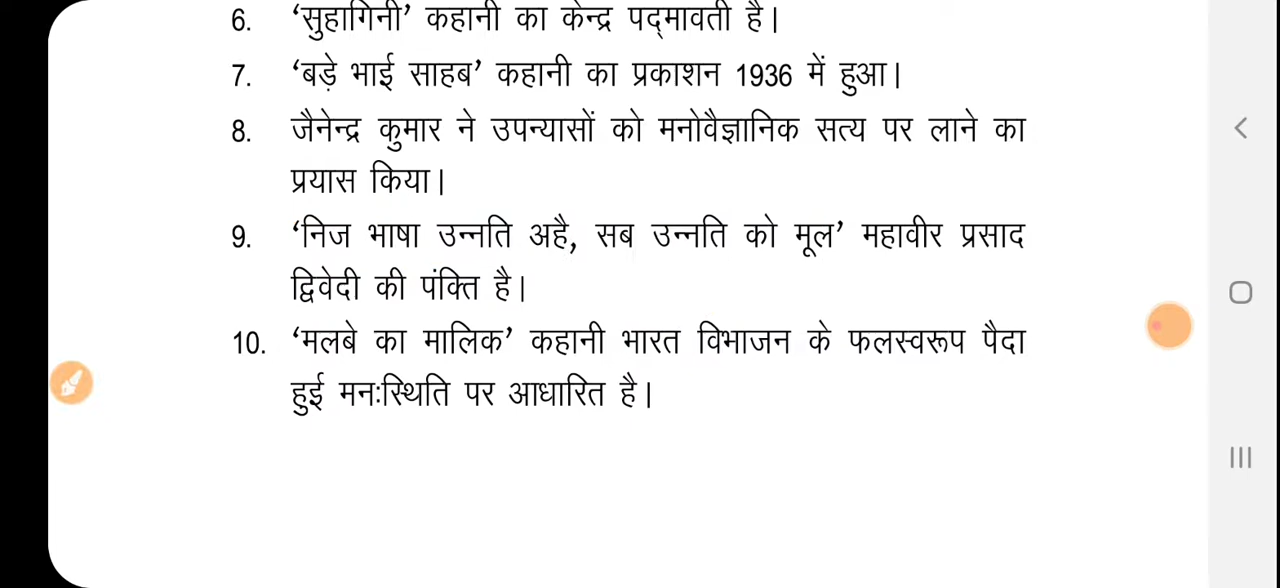 6. ‘सुहागिनी’ कहानी का केन्द्र पद्मावती है।
7. ‘बड़े भाई साहब’ कहानी का प्रकाशन 1936 में हुआ।
8. जैनेन्द्र कुमार ने उपन्यासों को मनोवैज्ञानिक सत्य पर लाने का
प्रयास किया।
9. ‘निज भाषा उन्नति अहै, सब उन्नति को मूल’ महावीर प्रसाद
द्विवेदी की पंक्ति है।
10. ‘मलबे का मालिक’ कहानी भारत विभाजन के फलस्वरूप पैदा
हुई मनःस्थिति पर आधारित है।